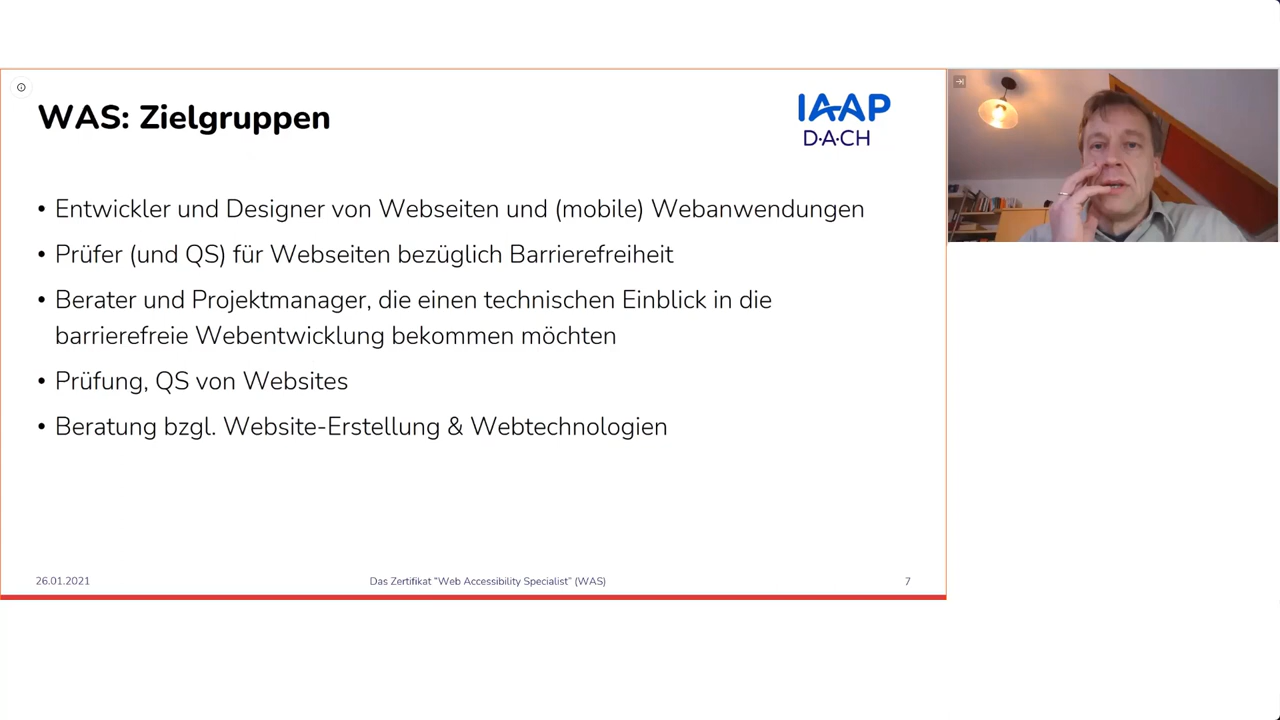 WAS: Zielgruppen
IAAP
D·A·CH
• Entwickler und Designer von Webseiten und (mobile) Webanwendungen
• Prüfer (und QS) für Webseiten bezüglich Barrierefreiheit
• Berater und Projektmanager, die einen technischen Einblick in die
barrierefreie Webentwicklung bekommen möchten
• Prüfung, QS von Websites
• Beratung bzgl. Website-Erstellung & Webtechnologien
26.01.2021
Das Zertifikat "Web Accessibility Specialist" (WAS)
7